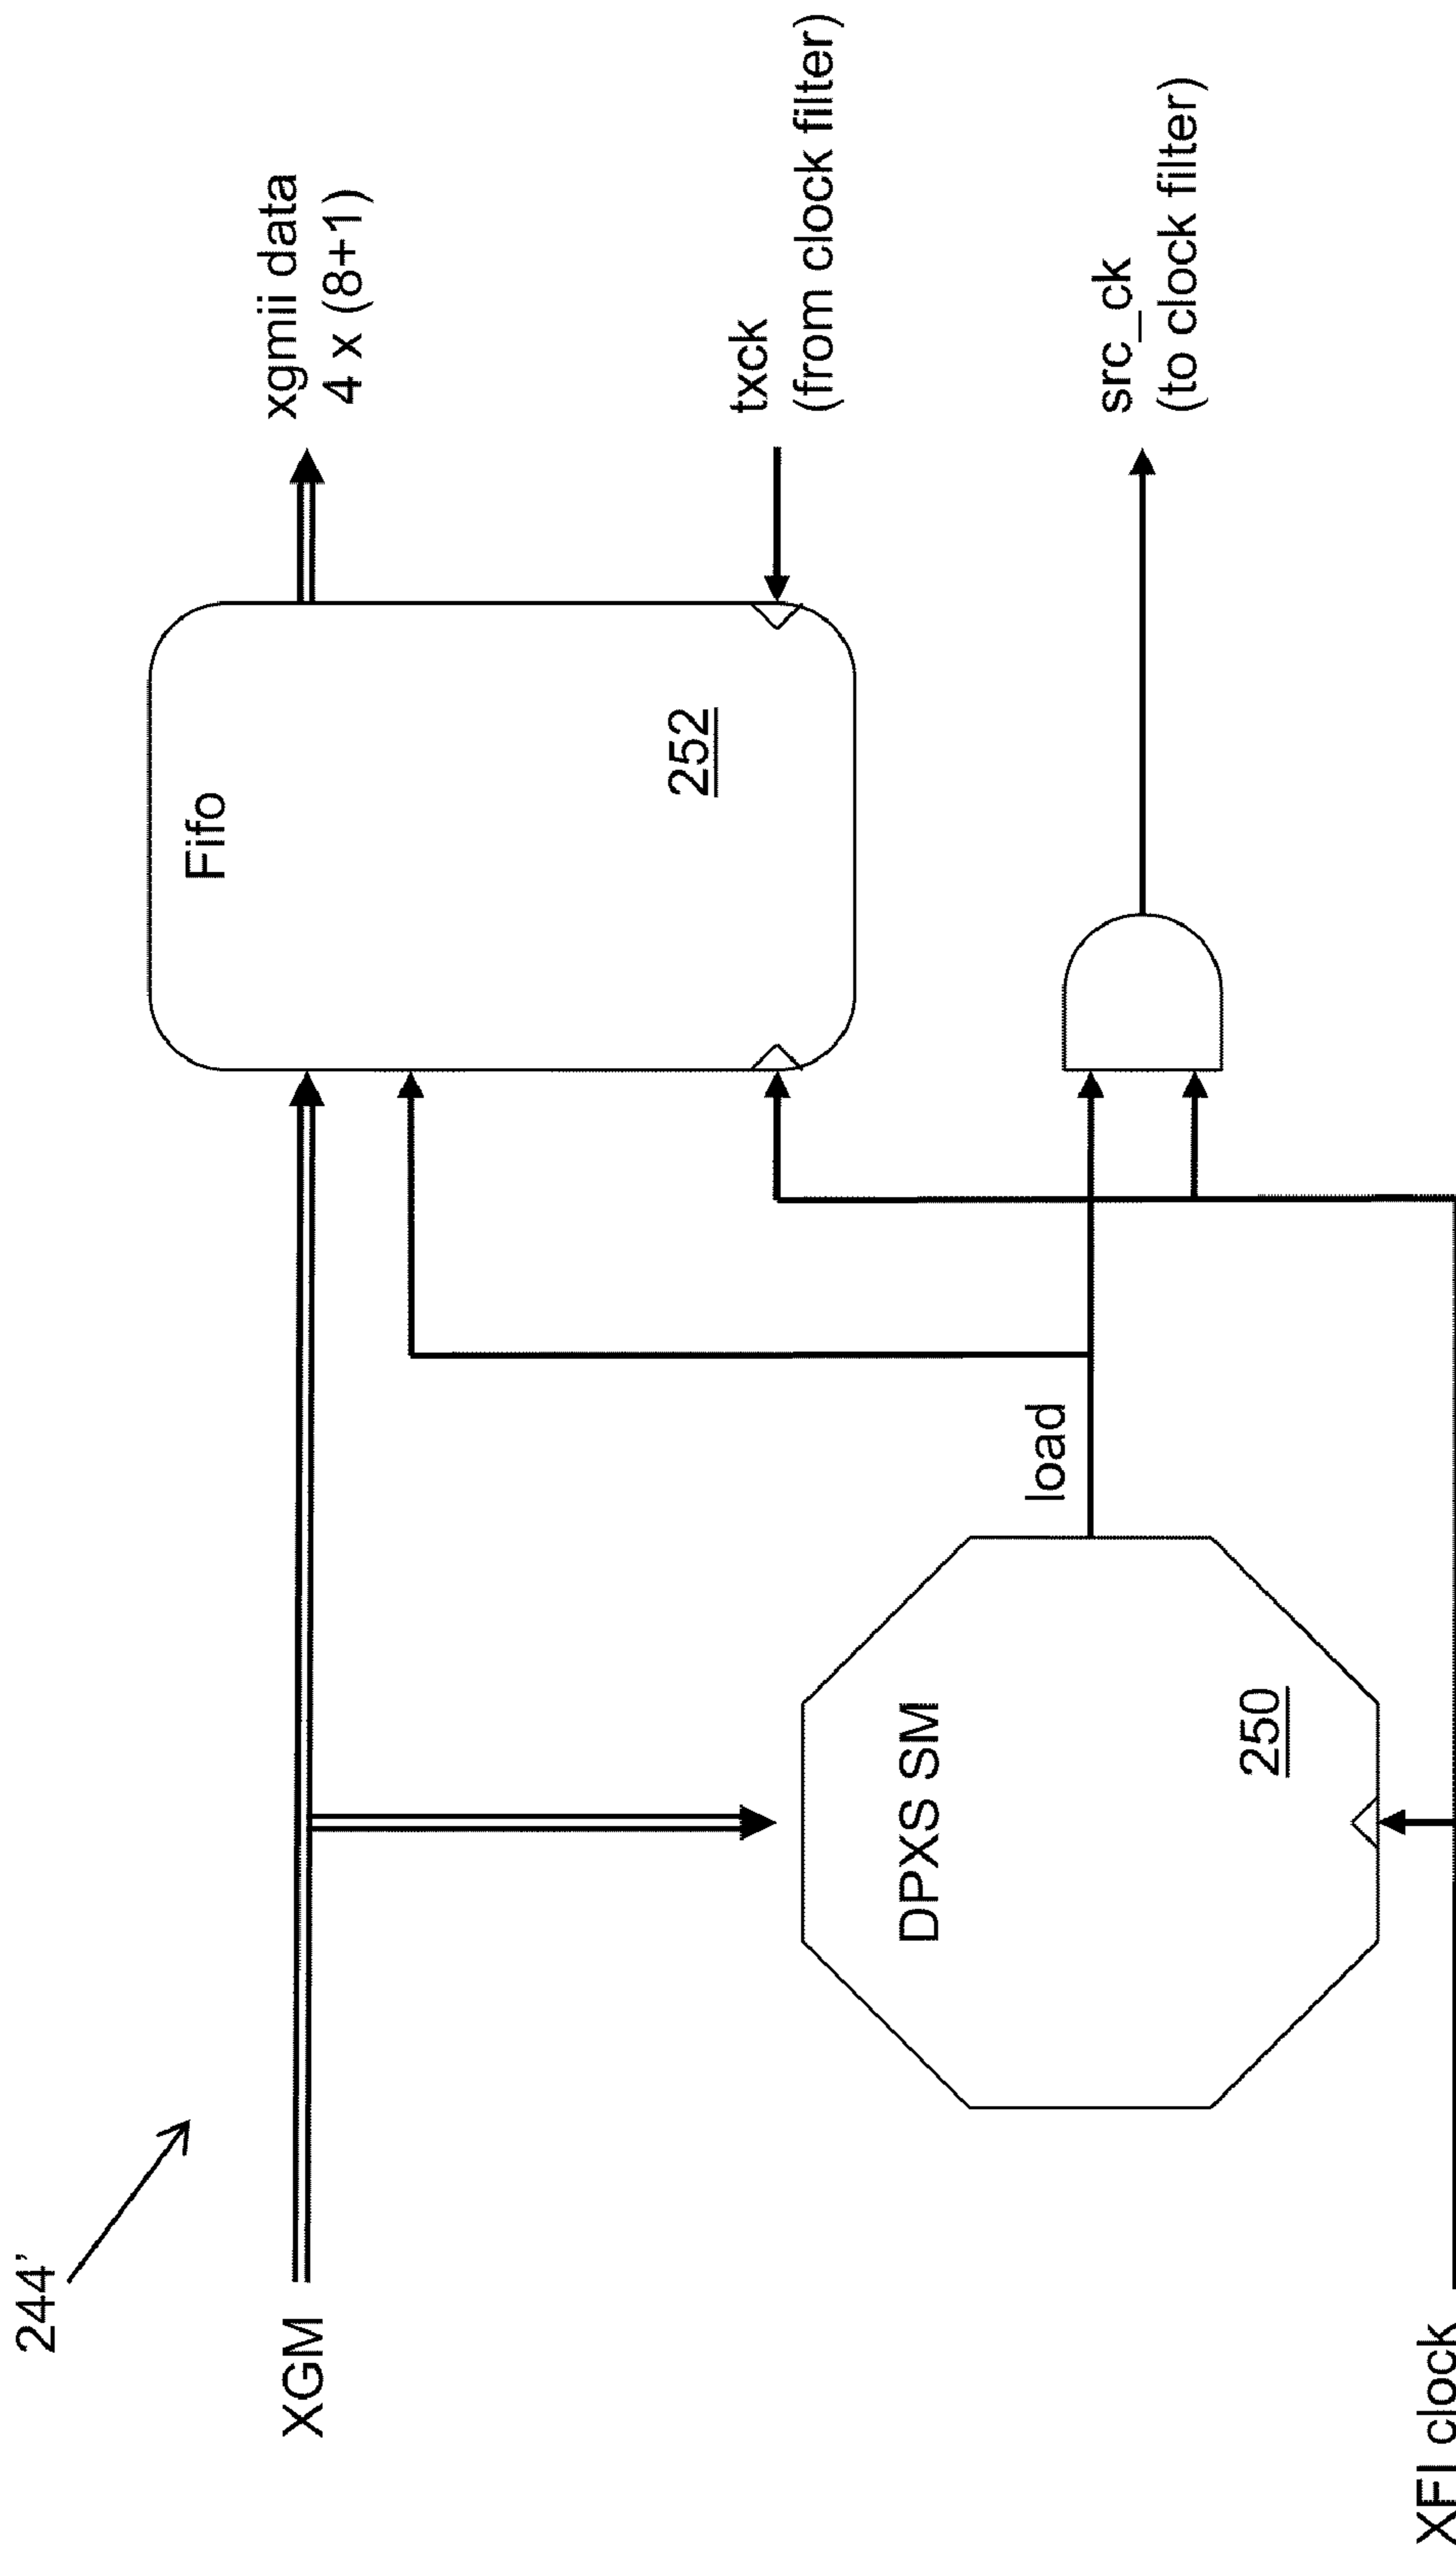 244'
XGM
Fifo
252
xgmii data
4 x (8+1)
txck
(from clock filter)
load
DPXS SM
250
src_ck
(to clock filter)
XFI clock